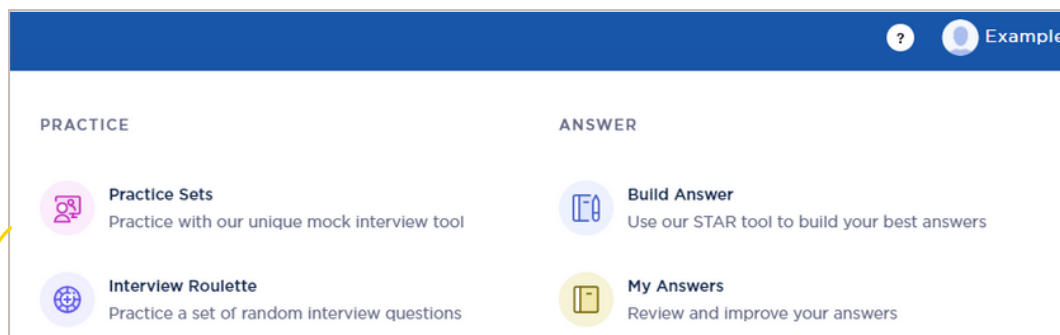 ?
Example
PRACTICE
Practice Sets
Practice with our unique mock interview tool
Interview Roulette
Practice a set of random interview questions
ANSWER
Build Answer
Use our STAR tool to build your best answers
My Answers
Review and improve your answers